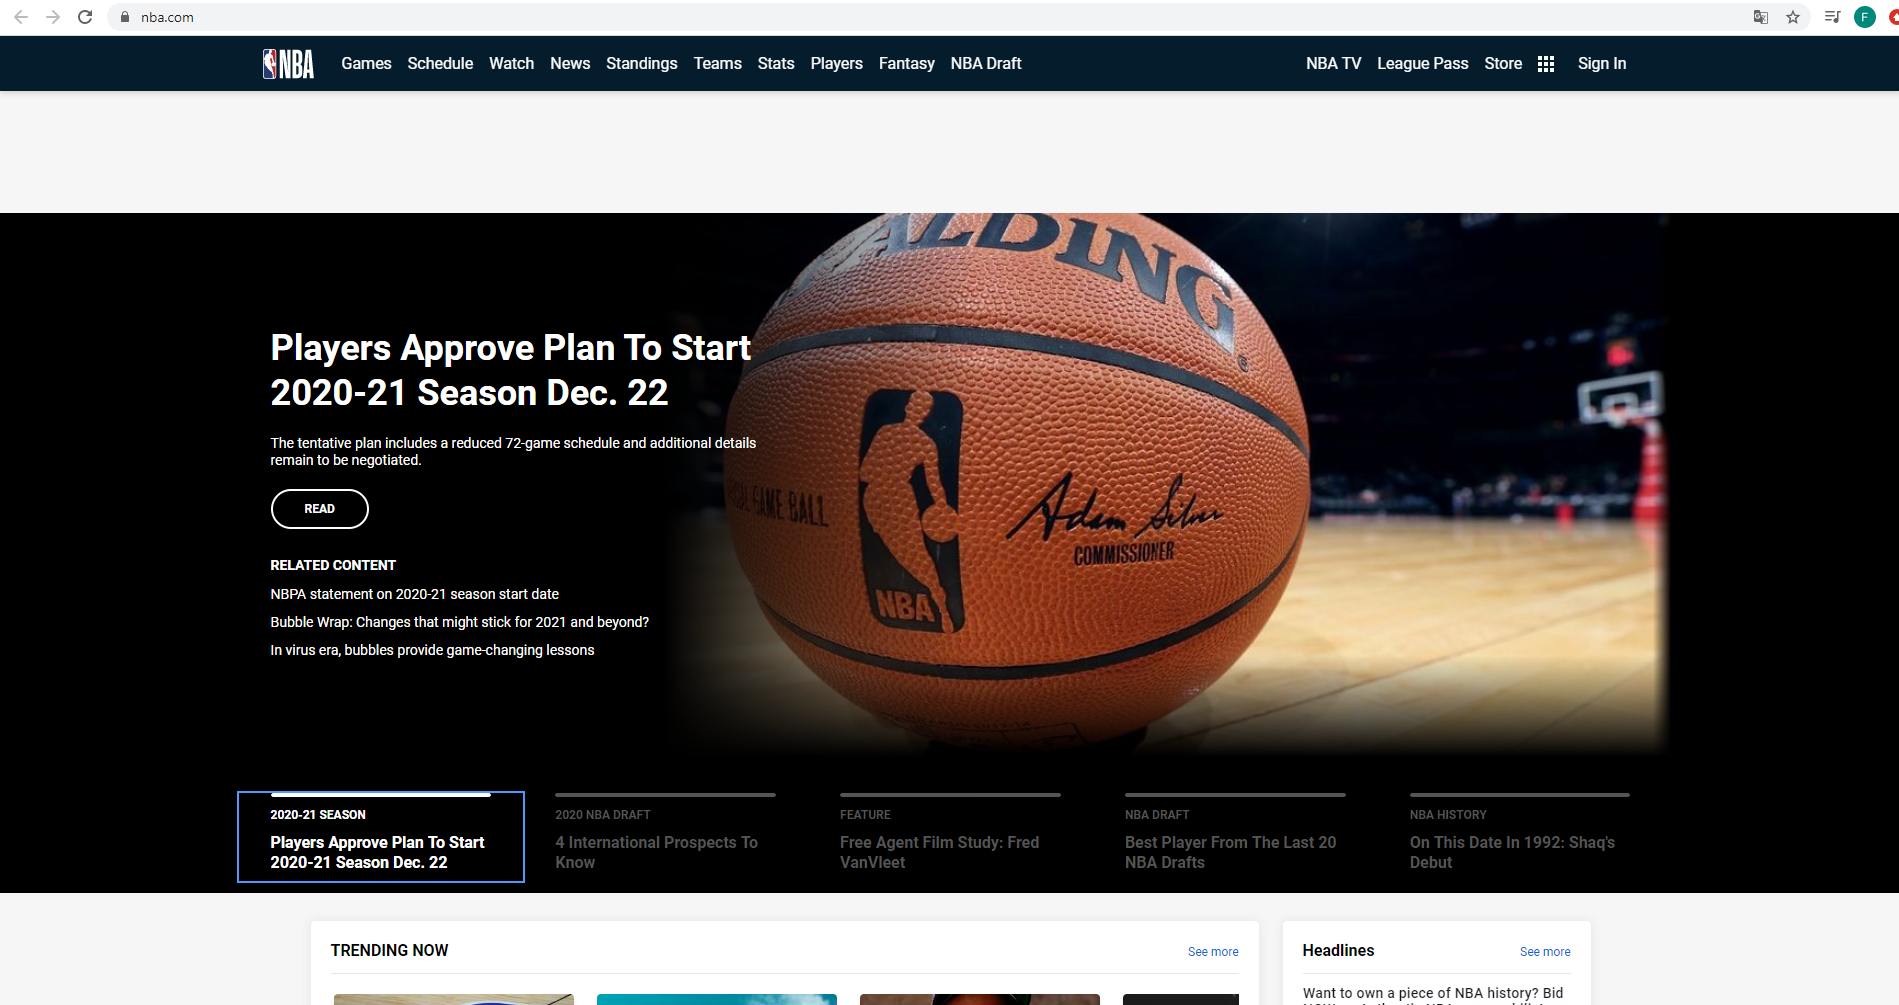 nba.com
F
NBA
Games
Schedule
Watch
News
Standings
Teams
Stats
Players
Fantasy
NBA Draft
NBA TV
League Pass
Store
Sign In
Players Approve Plan To Start
2020-21 Season Dec. 22
The tentative plan includes a reduced 72-game schedule and additional details
remain to be negotiated.
READ
RELATED CONTENT
NBPA statement on 2020-21 season start date
Bubble Wrap: Changes that might stick for 2021 and beyond?
In virus era, bubbles provide game-changing lessons
ALDING
®
GAME BALL
Adam Silver
COMMISSIONER
NBA
2020-21 SEASON
Players Approve Plan To Start
2020-21 Season Dec. 22
2020 NBA DRAFT
4 International Prospects To
Know
FEATURE
Free Agent Film Study: Fred
VanVleet
NBA DRAFT
Best Player From The Last 20
NBA Drafts
NBA HISTORY
On This Date In 1992: Shaq's
Debut
TRENDING NOW
See more
Headlines
See more
Want to own a piece of NBA history? Bid